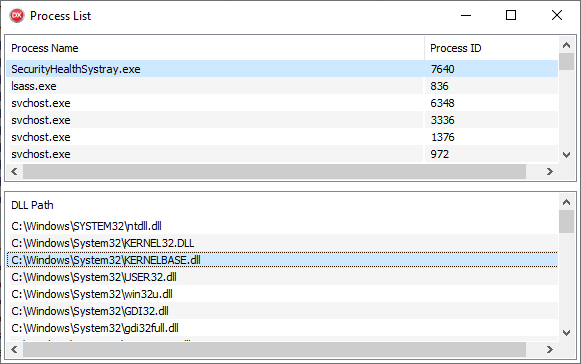 DX Process List
Process Name Process ID
SecurityHealthSystray.exe 7640
lsass.exe 836
svchost.exe 6348
svchost.exe 3336
svchost.exe 1376
svchost.exe 972
DLL Path
C:\Windows\SYSTEM32\ntdll.dll
C:\Windows\System32\KERNEL32.DLL
C:\Windows\System32\KERNELBASE.dll
C:\Windows\System32\USER32.dll
C:\Windows\System32\win32u.dll
C:\Windows\System32\GDI32.dll
C:\Windows\System32\gdi32full.dll